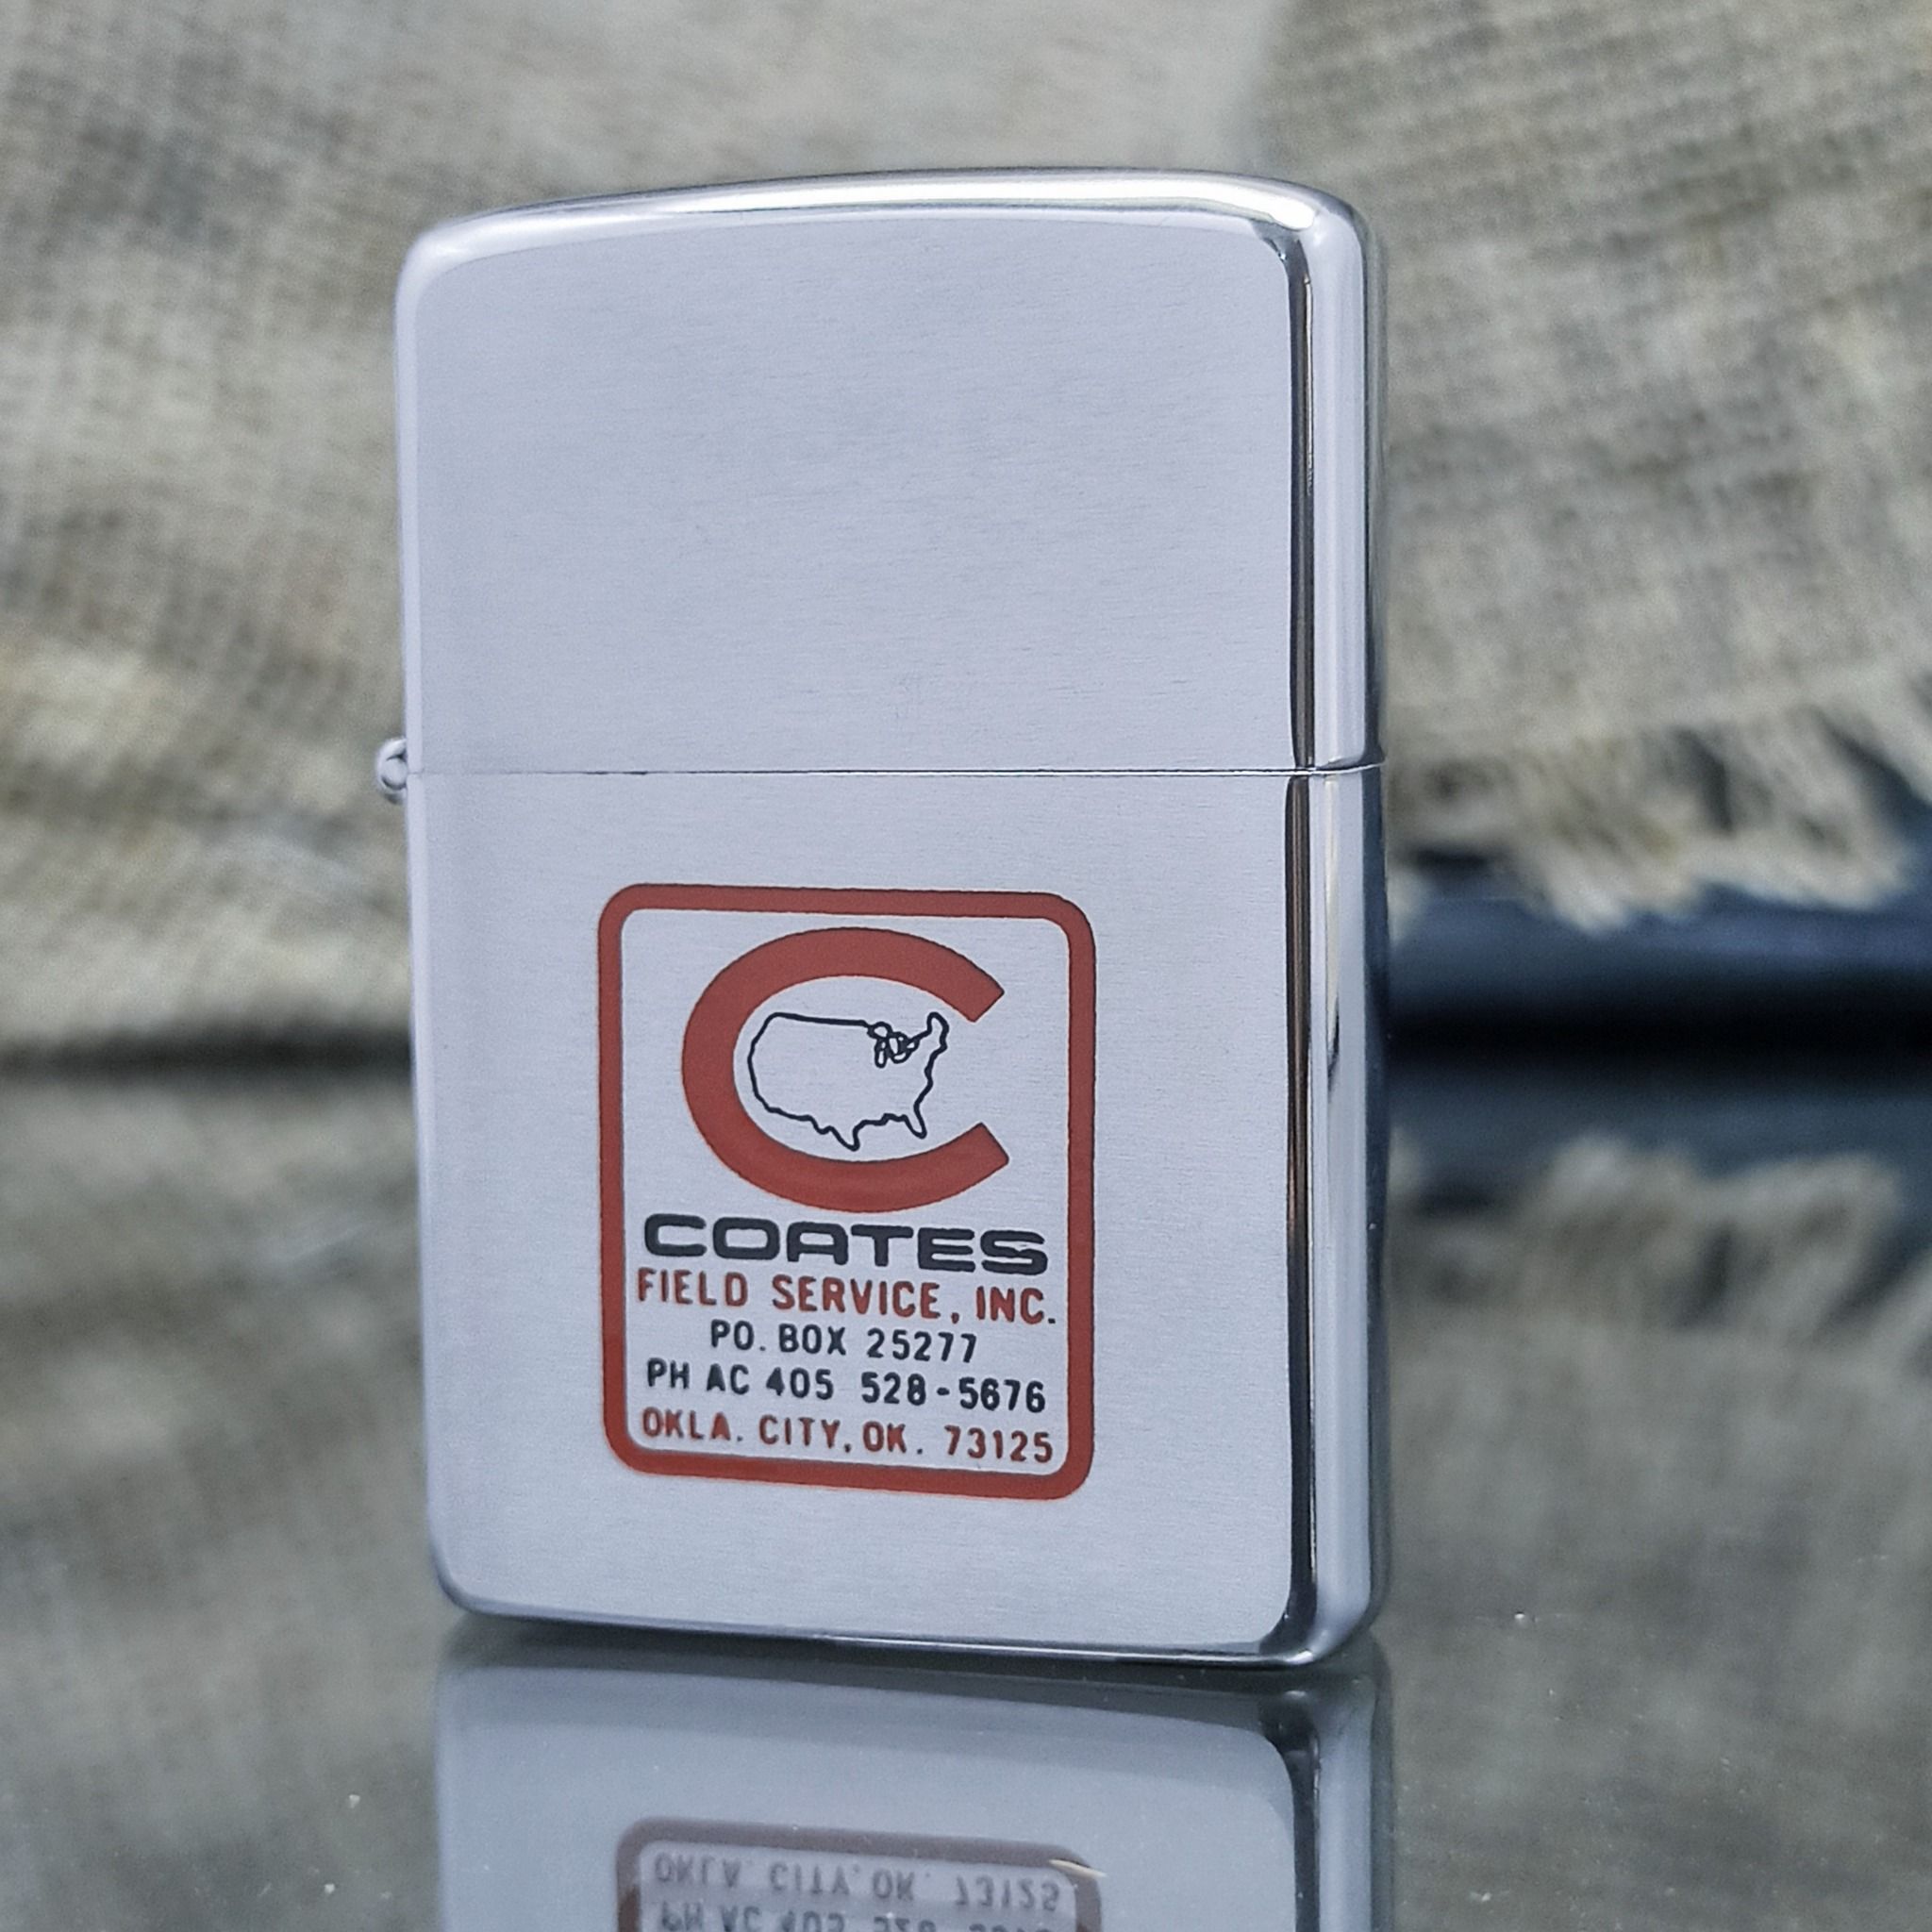 C
COATES
FIELD SERVICE, INC.
PO. BOX 25277
PH AC 405 528-5676
OKLA. CITY, OK. 73125